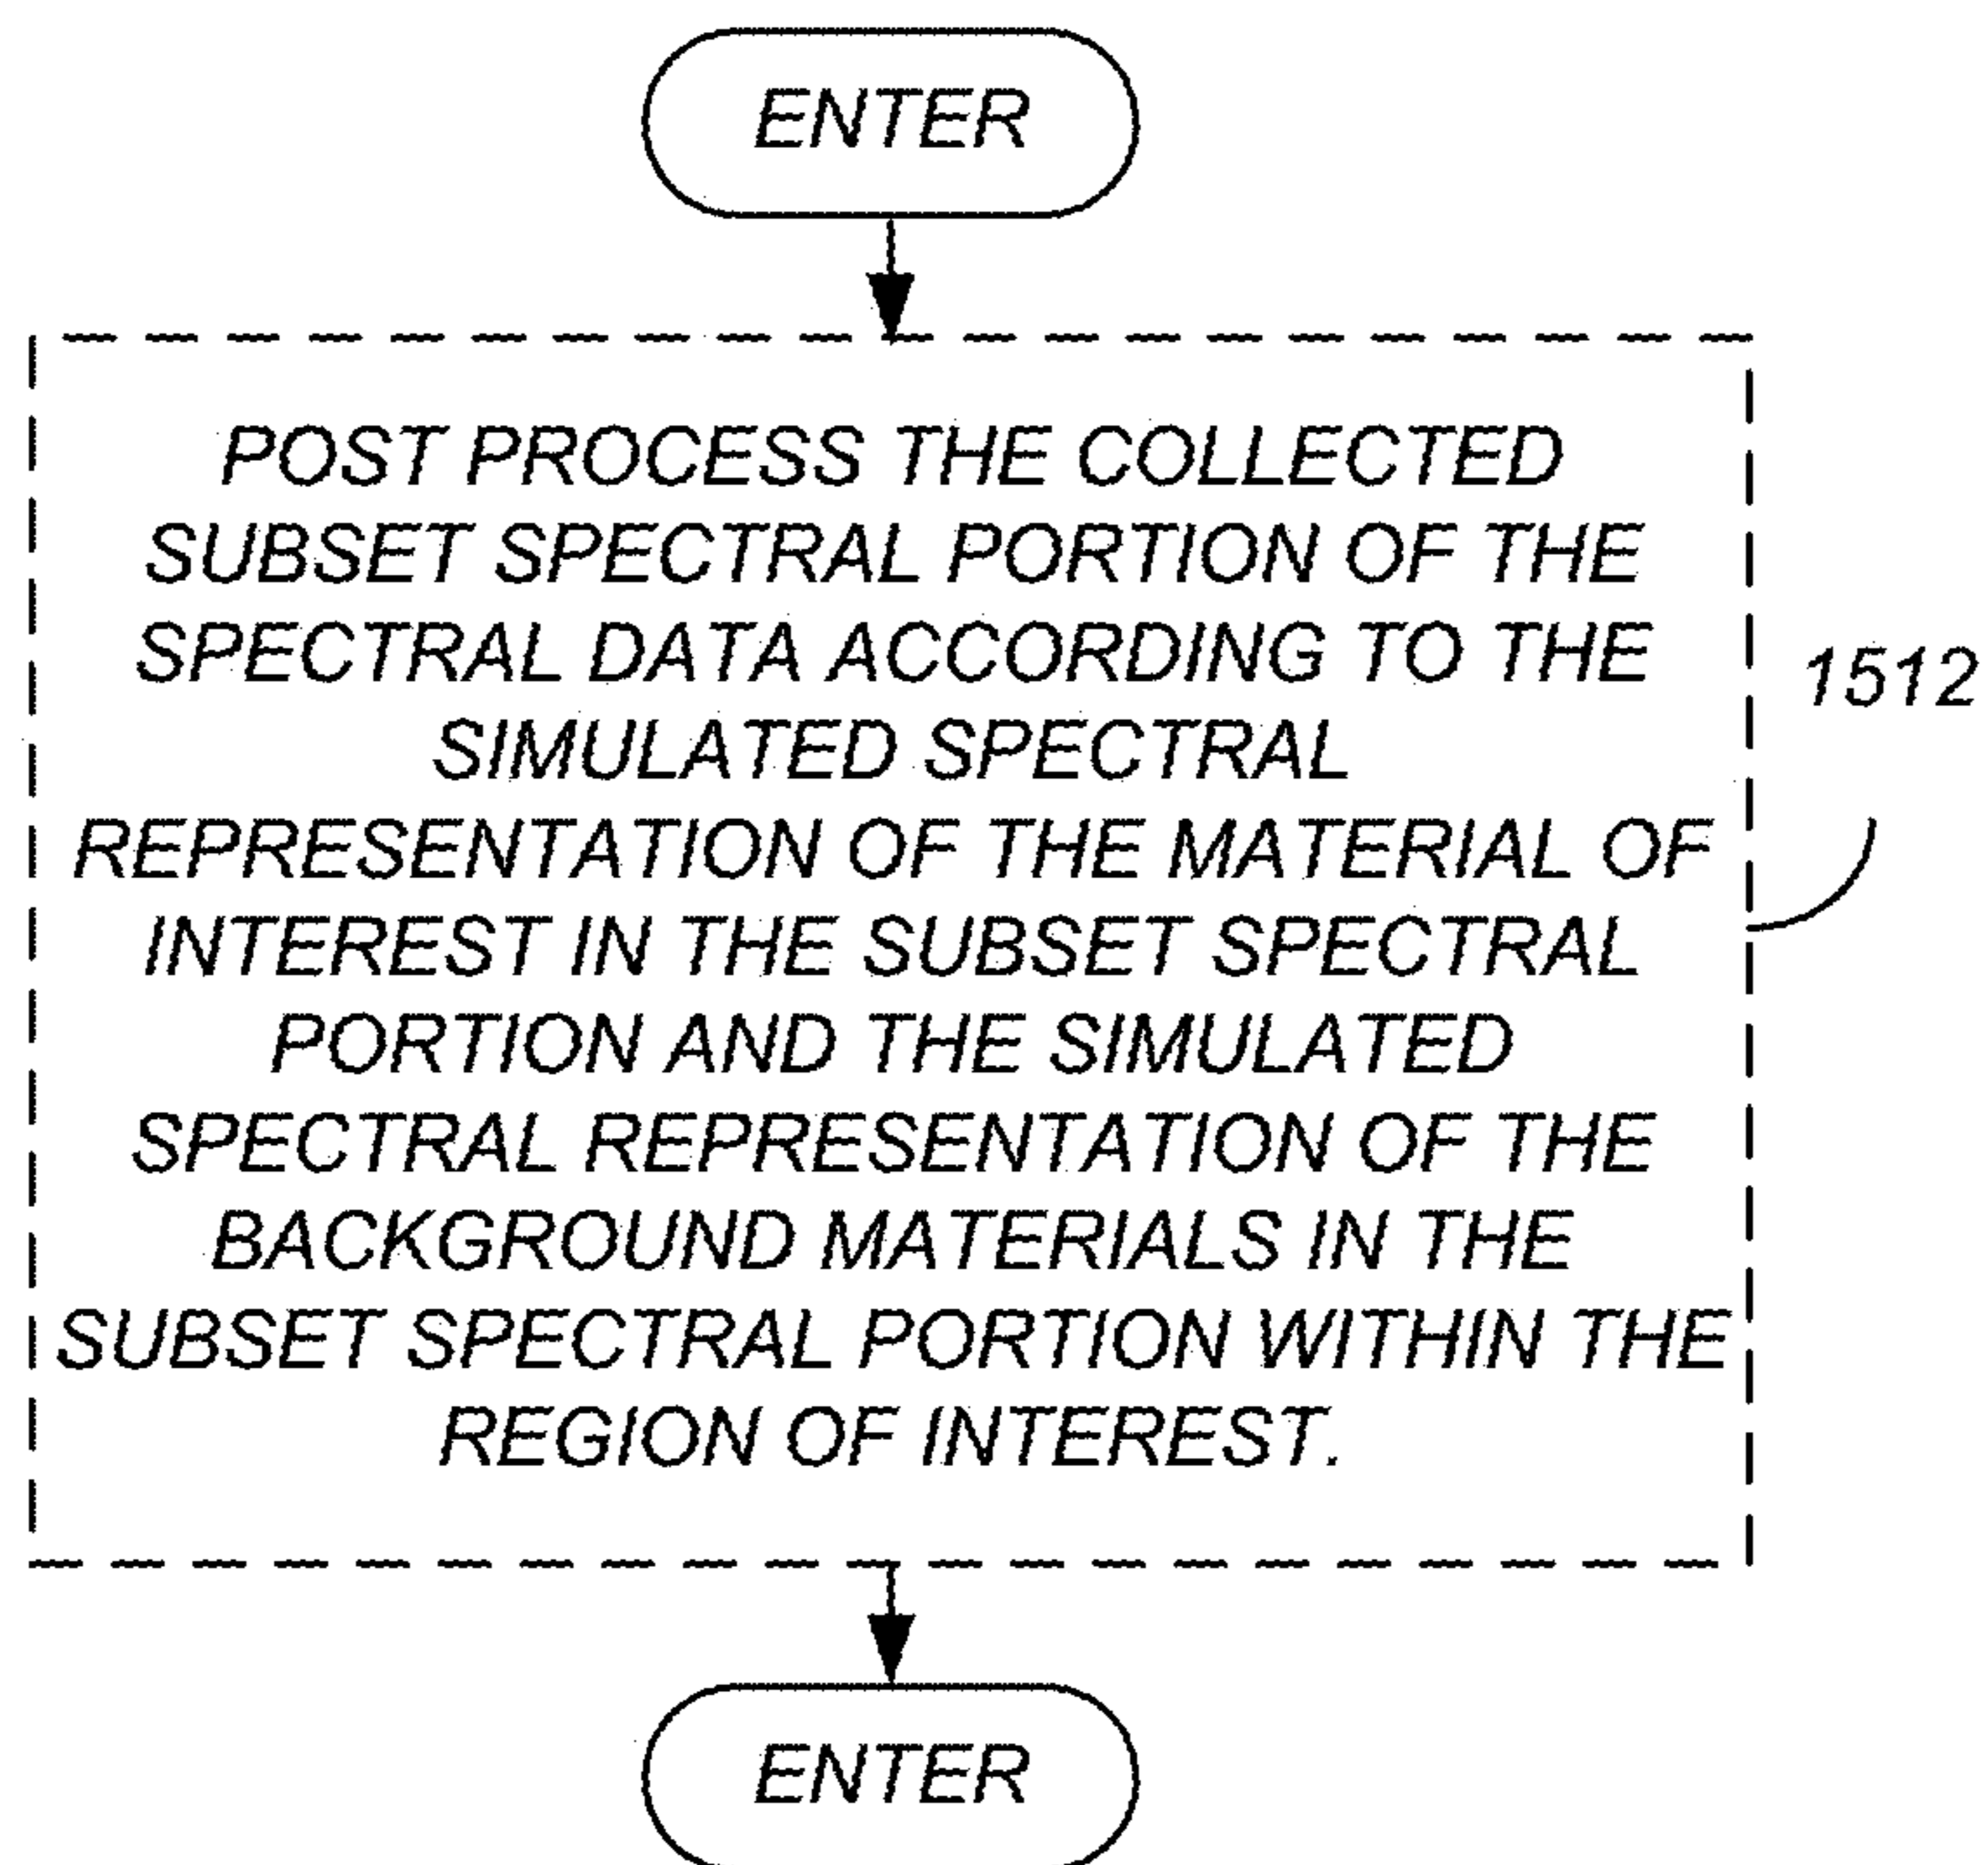 ENTER
POST PROCESS THE COLLECTED
SUBSET SPECTRAL PORTION OF THE
SPECTRAL DATA ACCORDING TO THE
SIMULATED SPECTRAL
REPRESENTATION OF THE MATERIAL OF
INTEREST IN THE SUBSET SPECTRAL
PORTION AND THE SIMULATED
SPECTRAL REPRESENTATION OF THE
BACKGROUND MATERIALS IN THE
SUBSET SPECTRAL PORTION WITHIN THE
REGION OF INTEREST.
1512
ENTER